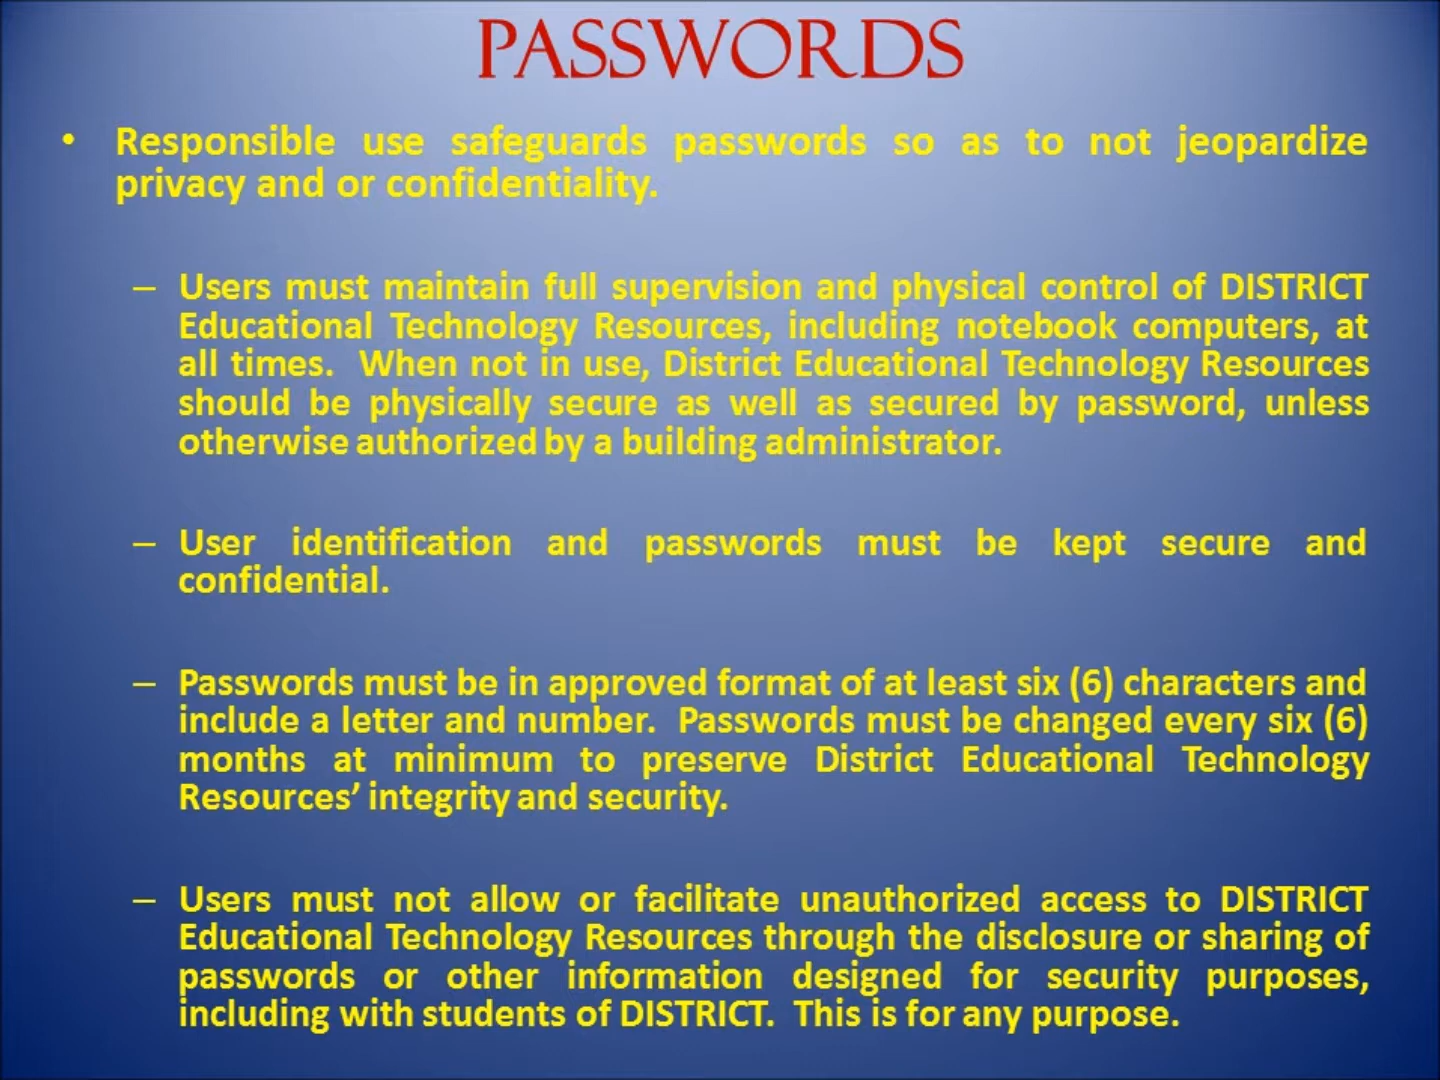 PASSWORDS
• Responsible use safeguards passwords so as to not jeopardize
privacy and or confidentiality.
– Users must maintain full supervision and physical control of DISTRICT
Educational Technology Resources, including notebook computers, at
all times. When not in use, District Educational Technology Resources
should be physically secure as well as secured by password, unless
otherwise authorized by a building administrator.
– User identification and passwords must be kept secure and
confidential.
– Passwords must be in approved format of at least six (6) characters and
include a letter and number. Passwords must be changed every six (6)
months at minimum to preserve District Educational Technology
Resources’ integrity and security.
– Users must not allow or facilitate unauthorized access to DISTRICT
Educational Technology Resources through the disclosure or sharing of
passwords or other information designed for security purposes,
including with students of DISTRICT. This is for any purpose.